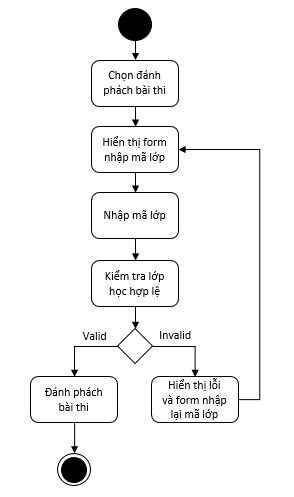 Chọn đánh
phách bài thi
Hiển thị form
nhập mã lớp
Nhập mã lớp
Kiểm tra lớp
học hợp lệ
Valid
Invalid
Đánh phách
bài thi
Hiển thị lỗi
và form nhập
lại mã lớp